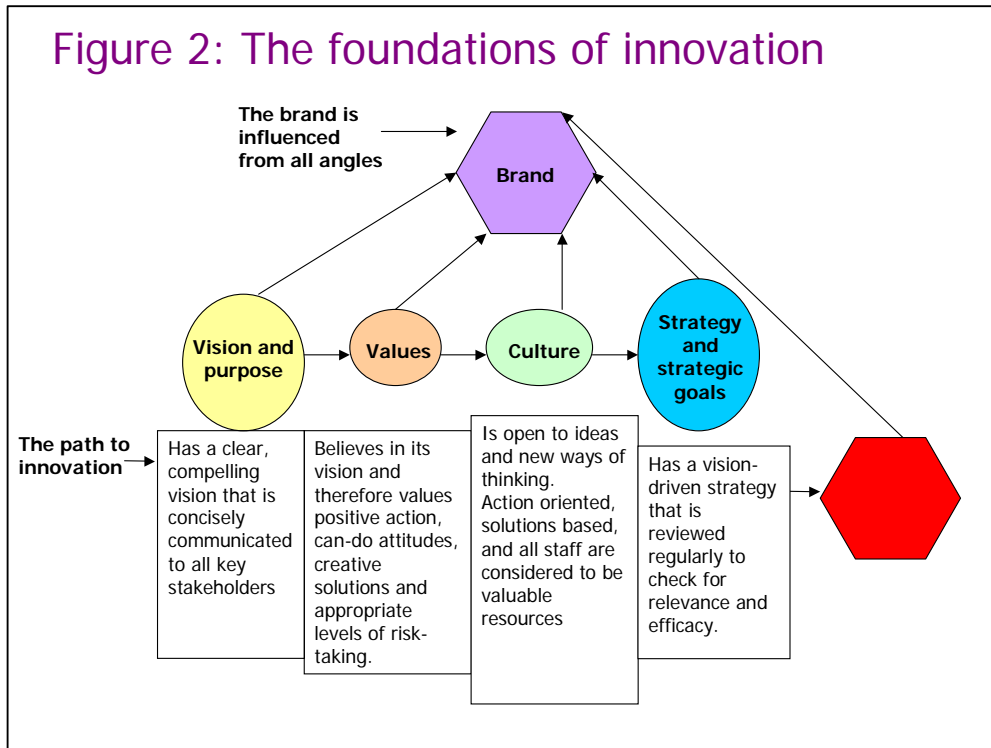 Figure 2: The foundations of innovation
The brand is
influenced
from all angles
Brand
Vision and
purpose
Values
Culture
Strategy
and
strategic
goals
The path to
innovation
Has a clear,
compelling
vision that is
concisely
communicated
to all key
stakeholders
Believes in its
vision and
therefore values
positive action,
can-do attitudes,
creative
solutions and
appropriate
levels of risk-
taking.
Is open to ideas
and new ways of
thinking.
Action oriented,
solutions based,
and all staff are
considered to be
valuable
resources
Has a vision-
driven strategy
that is
reviewed
regularly to
check for
relevance and
efficacy.